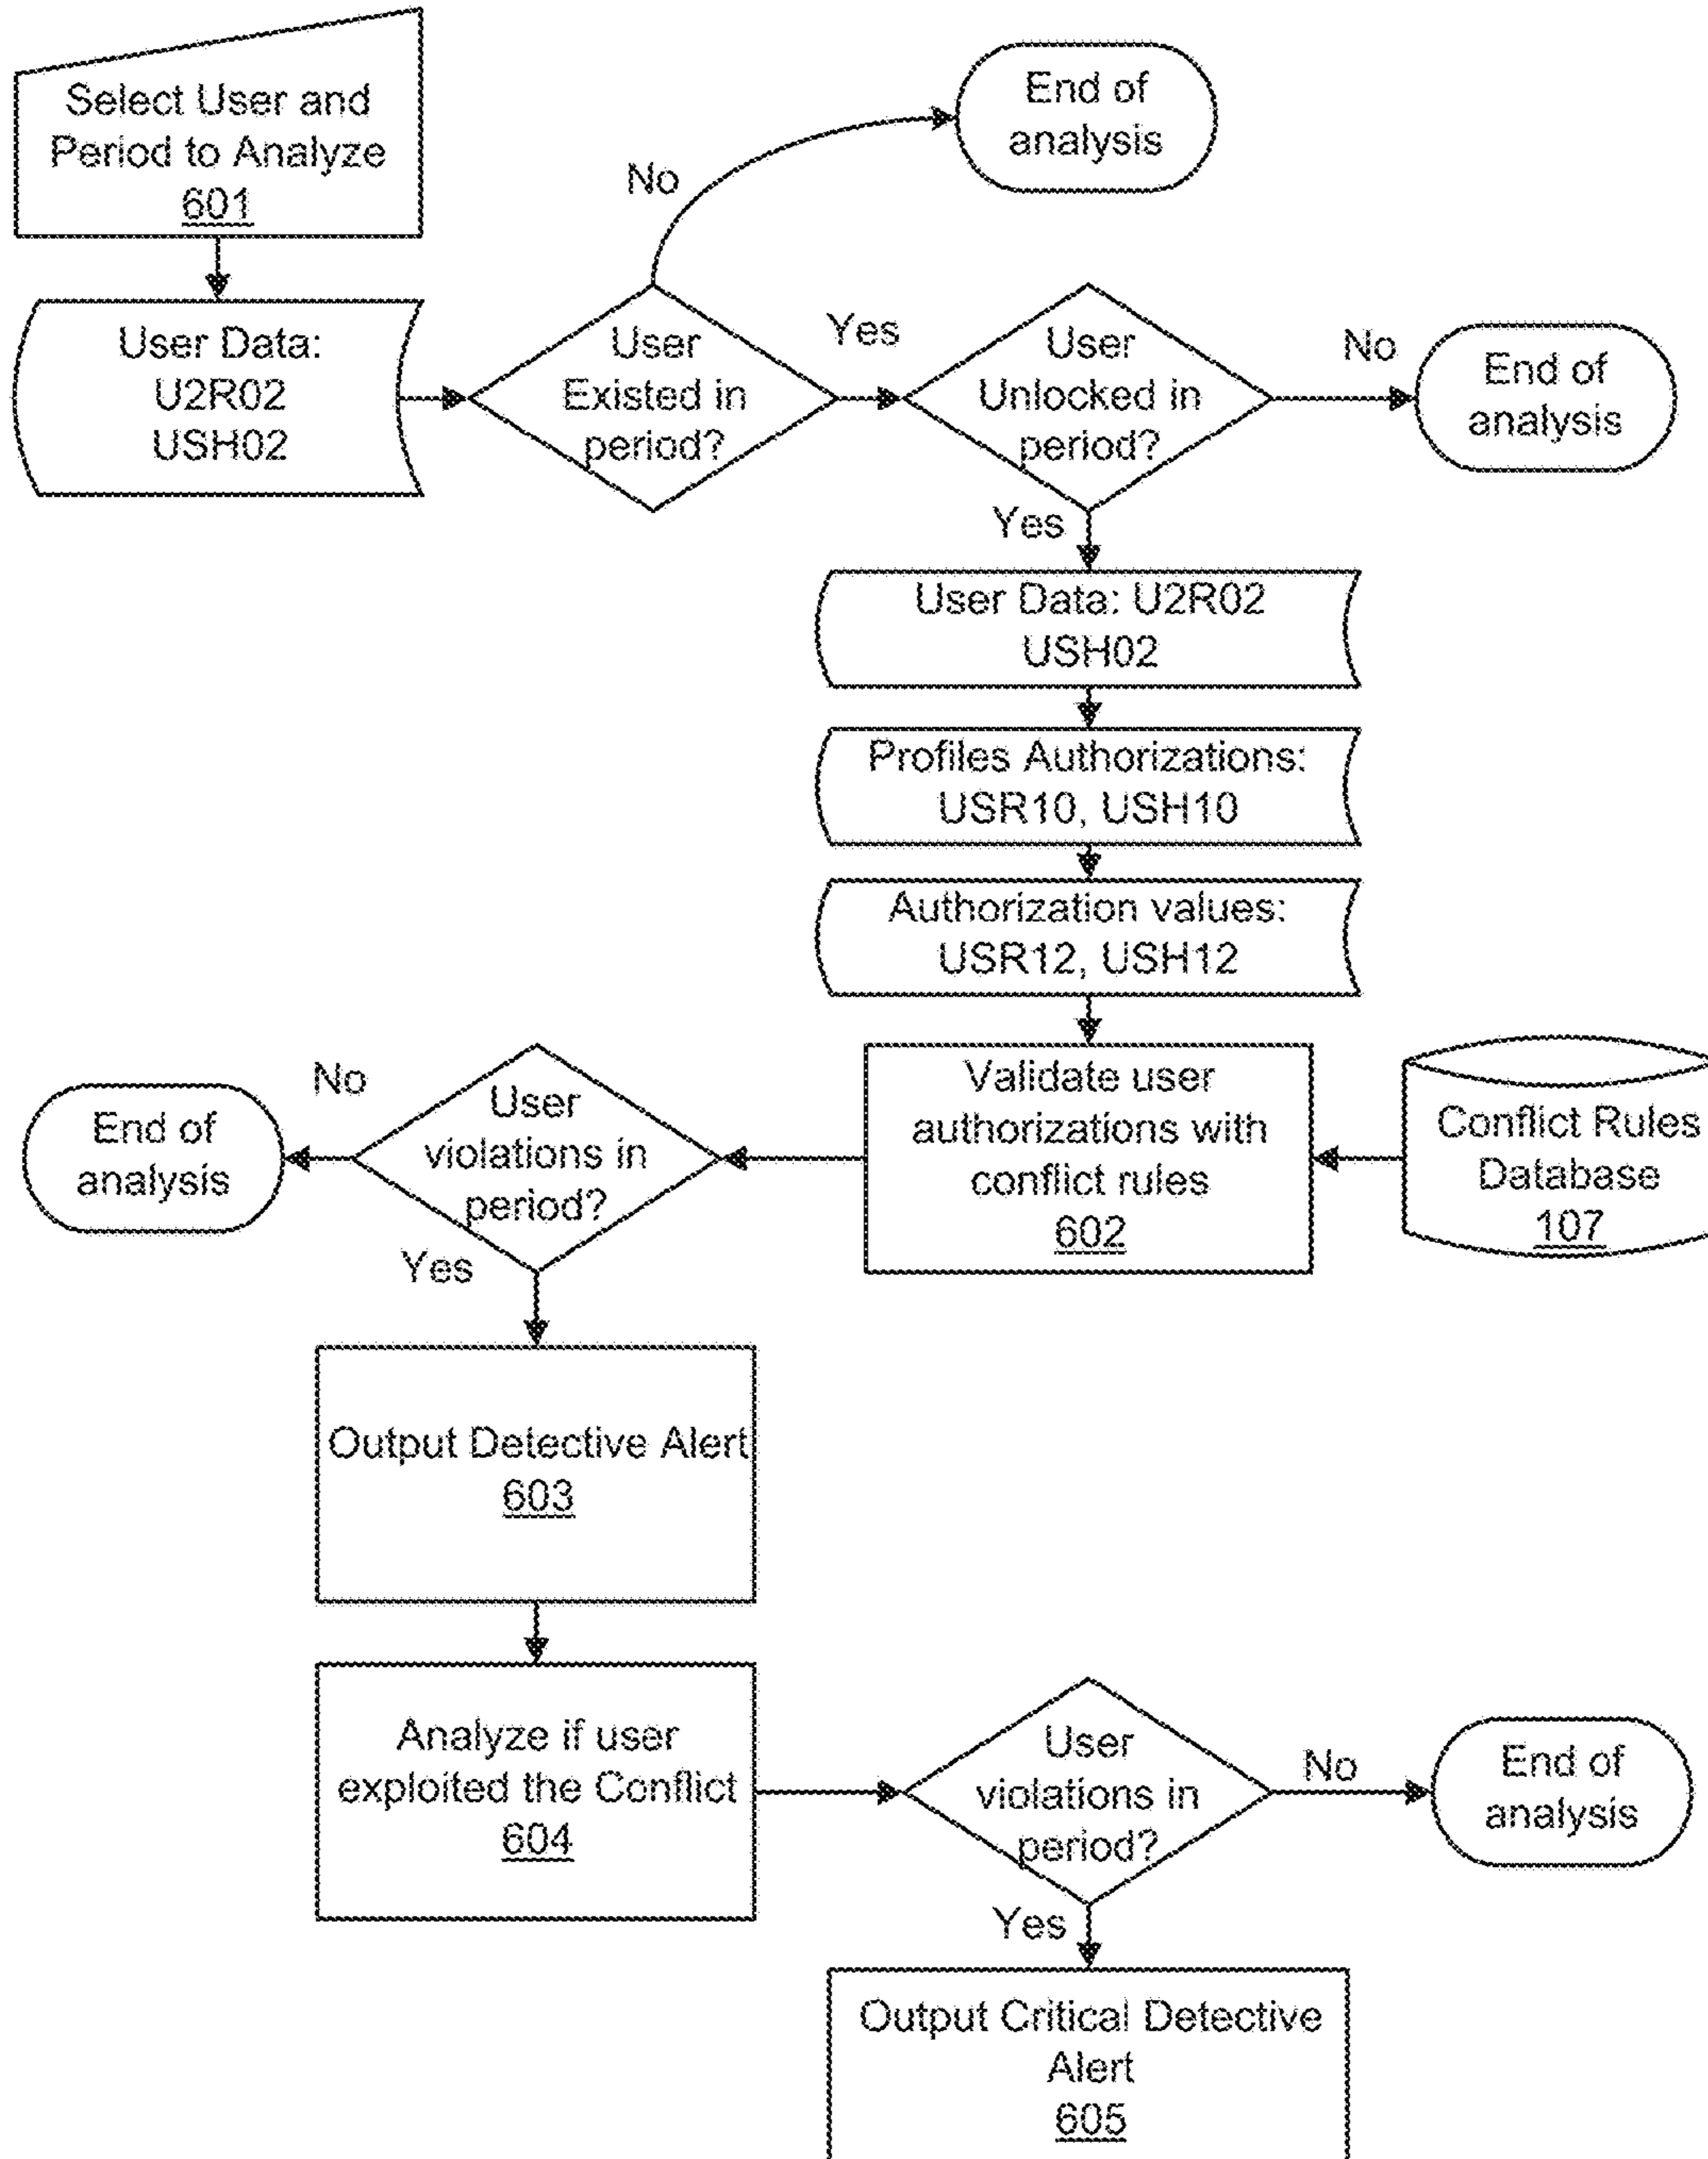 Select User and
Period to Analyze
601
End of
analysis
No
User Data:
U2R02
USH02
User
Existed in
period?
Yes
User
Unlocked in
period?
No
End of
analysis
Yes
User Data: U2R02
USH02
Profiles Authorizations:
USR10, USH10
Authorization values:
USR12, USH12
Validate user
authorizations with
conflict rules
602
Conflict Rules
Database
107
User
violations in
period?
No
End of
analysis
Yes
Output Detective Alert
603
Analyze if user
exploited the Conflict
604
User
violations in
period?
No
End of
analysis
Yes
Output Critical Detective
Alert
605